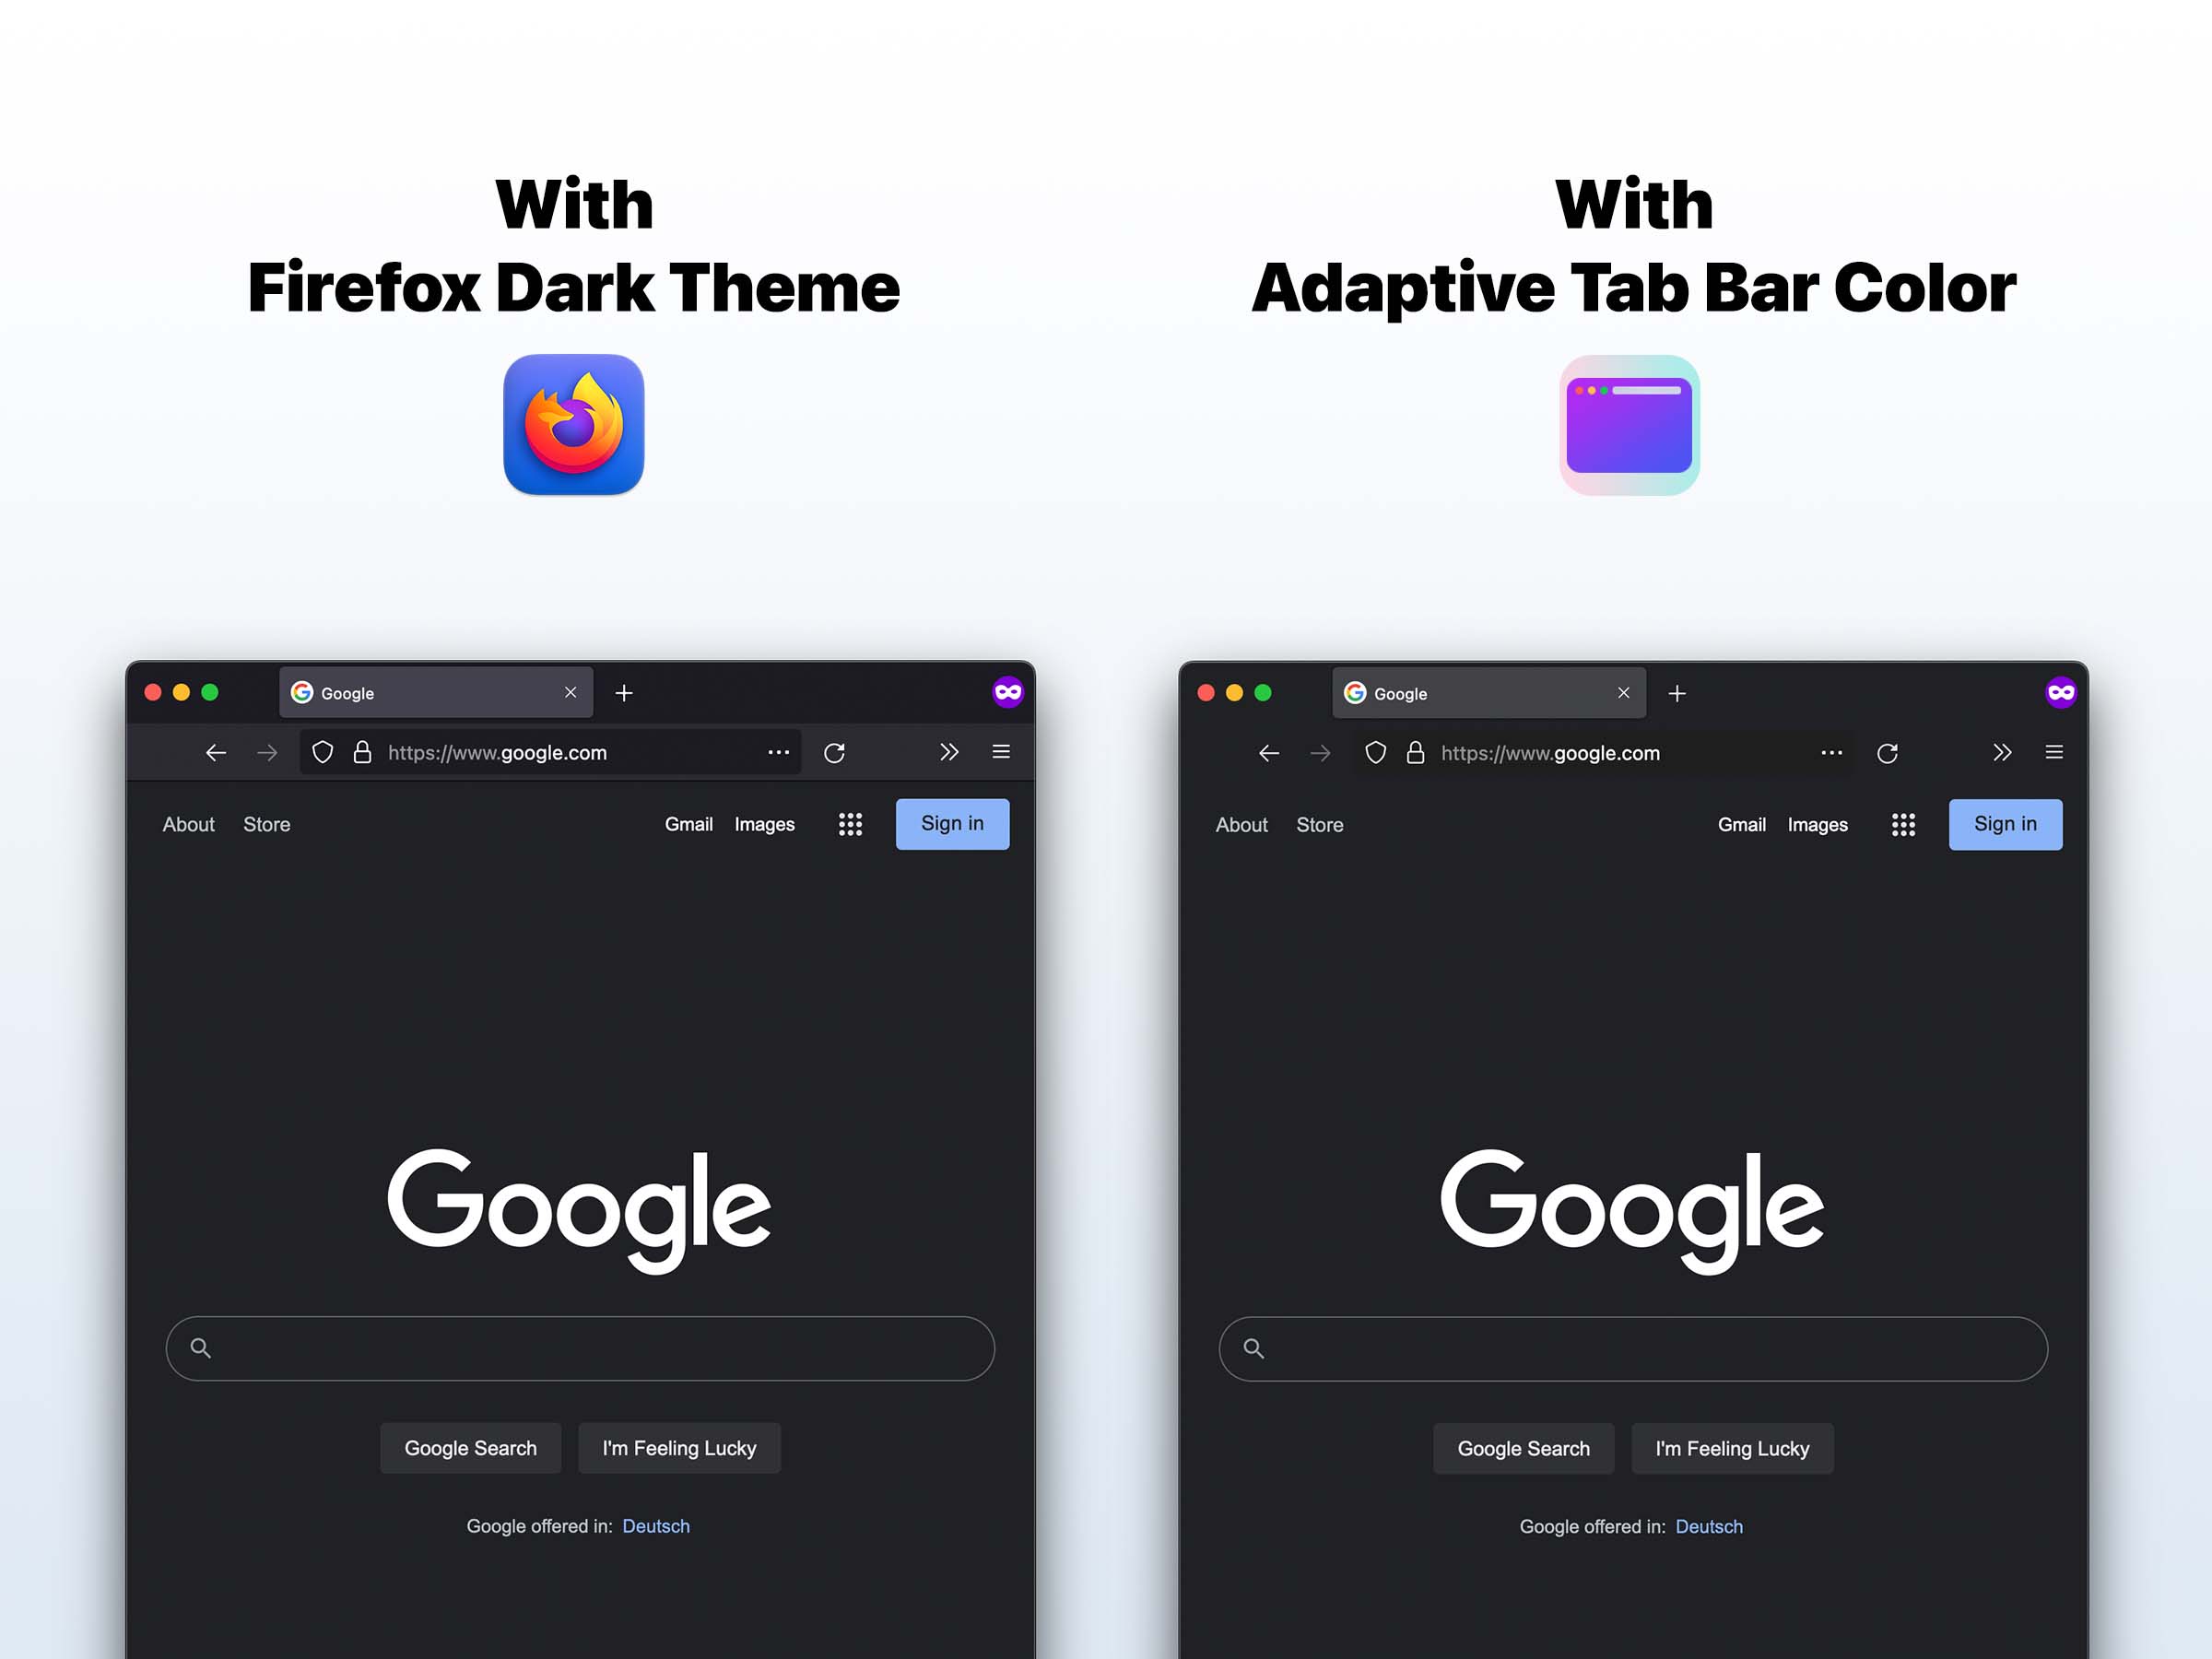 With
Firefox Dark Theme
With
Adaptive Tab Bar Color
Google
https://www.google.com
About Store Gmail Images Sign in
Google
Google Search I'm Feeling Lucky
Google offered in: Deutsch
Google
https://www.google.com
About Store Gmail Images Sign in
Google
Google Search I'm Feeling Lucky
Google offered in: Deutsch